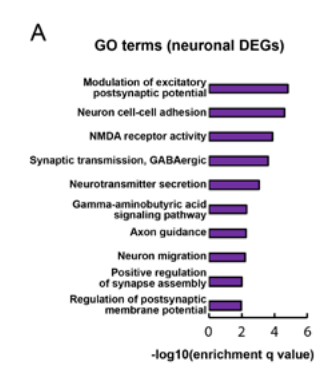 A
GO terms (neuronal DEGs)
Modulation of excitatory
postsynaptic potential
Neuron cell-cell adhesion
NMDA receptor activity
Synaptic transmission, GABAergic
Neurotransmitter secretion
Gamma-aminobutyric acid
signaling pathway
Axon guidance
Neuron migration
Positive regulation
of synapse assembly
Regulation of postsynaptic
membrane potential
0 2 4 6
-log10(enrichment q value)